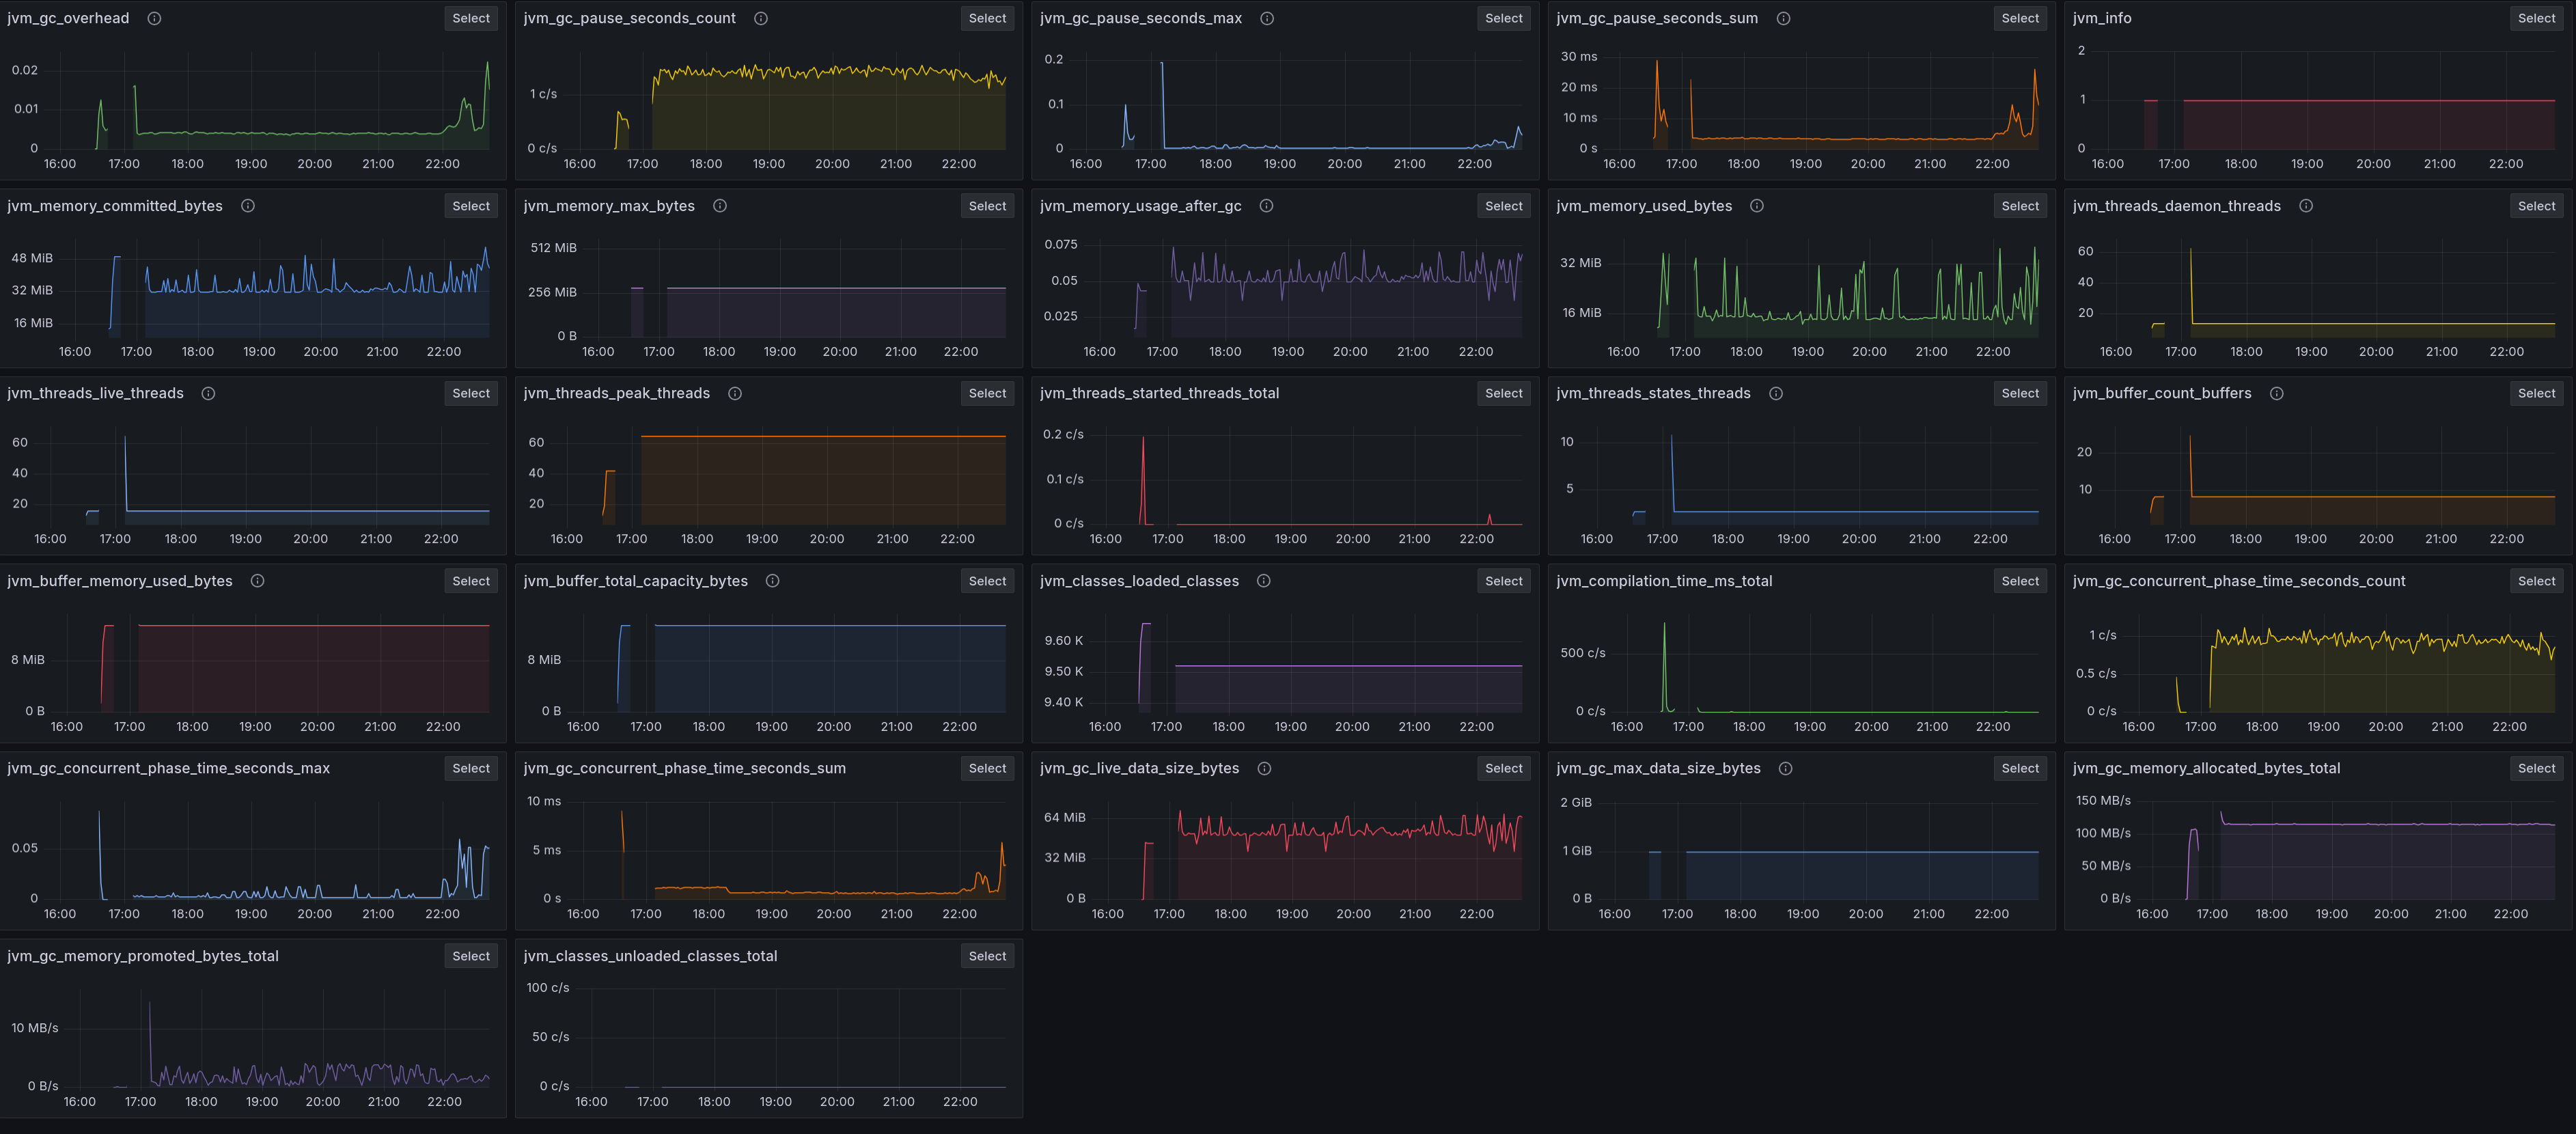 jvm_gc_overhead Select
0.02
0.01
0
16:00 17:00 18:00 19:00 20:00 21:00 22:00
jvm_gc_pause_seconds_count Select
1 c/s
0 c/s
16:00 17:00 18:00 19:00 20:00 21:00 22:00
jvm_gc_pause_seconds_max Select
0.2
0.1
0
16:00 17:00 18:00 19:00 20:00 21:00 22:00
jvm_gc_pause_seconds_sum Select
30 ms
20 ms
10 ms
0 s
16:00 17:00 18:00 19:00 20:00 21:00 22:00
jvm_info Select
2
1
0
16:00 17:00 18:00 19:00 20:00 21:00 22:00
jvm_memory_committed_bytes Select
48 MiB
32 MiB
16 MiB
16:00 17:00 18:00 19:00 20:00 21:00 22:00
jvm_memory_max_bytes Select
512 MiB
256 MiB
0 B
16:00 17:00 18:00 19:00 20:00 21:00 22:00
jvm_memory_usage_after_gc Select
0.075
0.05
0.025
16:00 17:00 18:00 19:00 20:00 21:00 22:00
jvm_memory_used_bytes Select
32 MiB
16 MiB
16:00 17:00 18:00 19:00 20:00 21:00 22:00
jvm_threads_daemon_threads Select
60
40
20
16:00 17:00 18:00 19:00 20:00 21:00 22:00
jvm_threads_live_threads Select
60
40
20
16:00 17:00 18:00 19:00 20:00 21:00 22:00
jvm_threads_peak_threads Select
60
40
20
16:00 17:00 18:00 19:00 20:00 21:00 22:00
jvm_threads_started_threads_total Select
0.2 c/s
0.1 c/s
0 c/s
16:00 17:00 18:00 19:00 20:00 21:00 22:00
jvm_threads_states_threads Select
10
5
16:00 17:00 18:00 19:00 20:00 21:00 22:00
jvm_buffer_count_buffers Select
20
10
16:00 17:00 18:00 19:00 20:00 21:00 22:00
jvm_buffer_memory_used_bytes Select
8 MiB
0 B
16:00 17:00 18:00 19:00 20:00 21:00 22:00
jvm_buffer_total_capacity_bytes Select
8 MiB
0 B
16:00 17:00 18:00 19:00 20:00 21:00 22:00
jvm_classes_loaded_classes Select
9.60 K
9.50 K
9.40 K
16:00 17:00 18:00 19:00 20:00 21:00 22:00
jvm_compilation_time_ms_total Select
500 c/s
0 c/s
16:00 17:00 18:00 19:00 20:00 21:00 22:00
jvm_gc_concurrent_phase_time_seconds_count Select
1 c/s
0.5 c/s
0 c/s
16:00 17:00 18:00 19:00 20:00 21:00 22:00
jvm_gc_concurrent_phase_time_seconds_max Select
0.05
0
16:00 17:00 18:00 19:00 20:00 21:00 22:00
jvm_gc_concurrent_phase_time_seconds_sum Select
10 ms
5 ms
0 s
16:00 17:00 18:00 19:00 20:00 21:00 22:00
jvm_gc_live_data_size_bytes Select
64 MiB
32 MiB
0 B
16:00 17:00 18:00 19:00 20:00 21:00 22:00
jvm_gc_max_data_size_bytes Select
2 GiB
1 GiB
0 B
16:00 17:00 18:00 19:00 20:00 21:00 22:00
jvm_gc_memory_allocated_bytes_total Select
150 MB/s
100 MB/s
50 MB/s
0 B/s
16:00 17:00 18:00 19:00 20:00 21:00 22:00
jvm_gc_memory_promoted_bytes_total Select
10 MB/s
0 B/s
16:00 17:00 18:00 19:00 20:00 21:00 22:00
jvm_classes_unloaded_classes_total Select
100 c/s
50 c/s
0 c/s
16:00 17:00 18:00 19:00 20:00 21:00 22:00